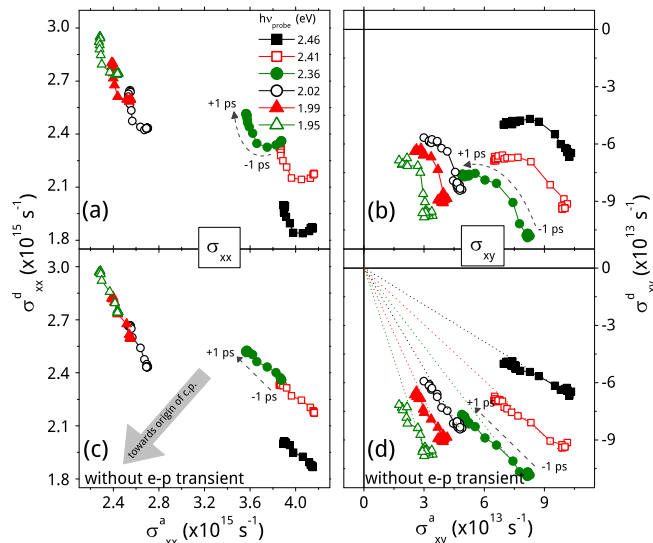 hν_probe (eV)
2.46
2.41
2.36
2.02
1.99
1.95
3.0
2.7
2.4
2.1
1.8
+1 ps
-1 ps
(a)
0
-3
-6
-9
+1 ps
-1 ps
(b)
σ^d_xx (x10^15 s^-1)
σ^d_xy (x10^13 s^-1)
σ_xx
σ_xy
3.0
2.7
2.4
2.1
1.8
+1 ps
-1 ps
towards origin of c.p.
(c)
without e-p transient
0
-3
-6
-9
+1 ps
-1 ps
(d)
without e-p transient
2.4 3.0 3.6 4.0
0 3 6 9
σ^a_xx (x10^15 s^-1)
σ^a_xy (x10^13 s^-1)